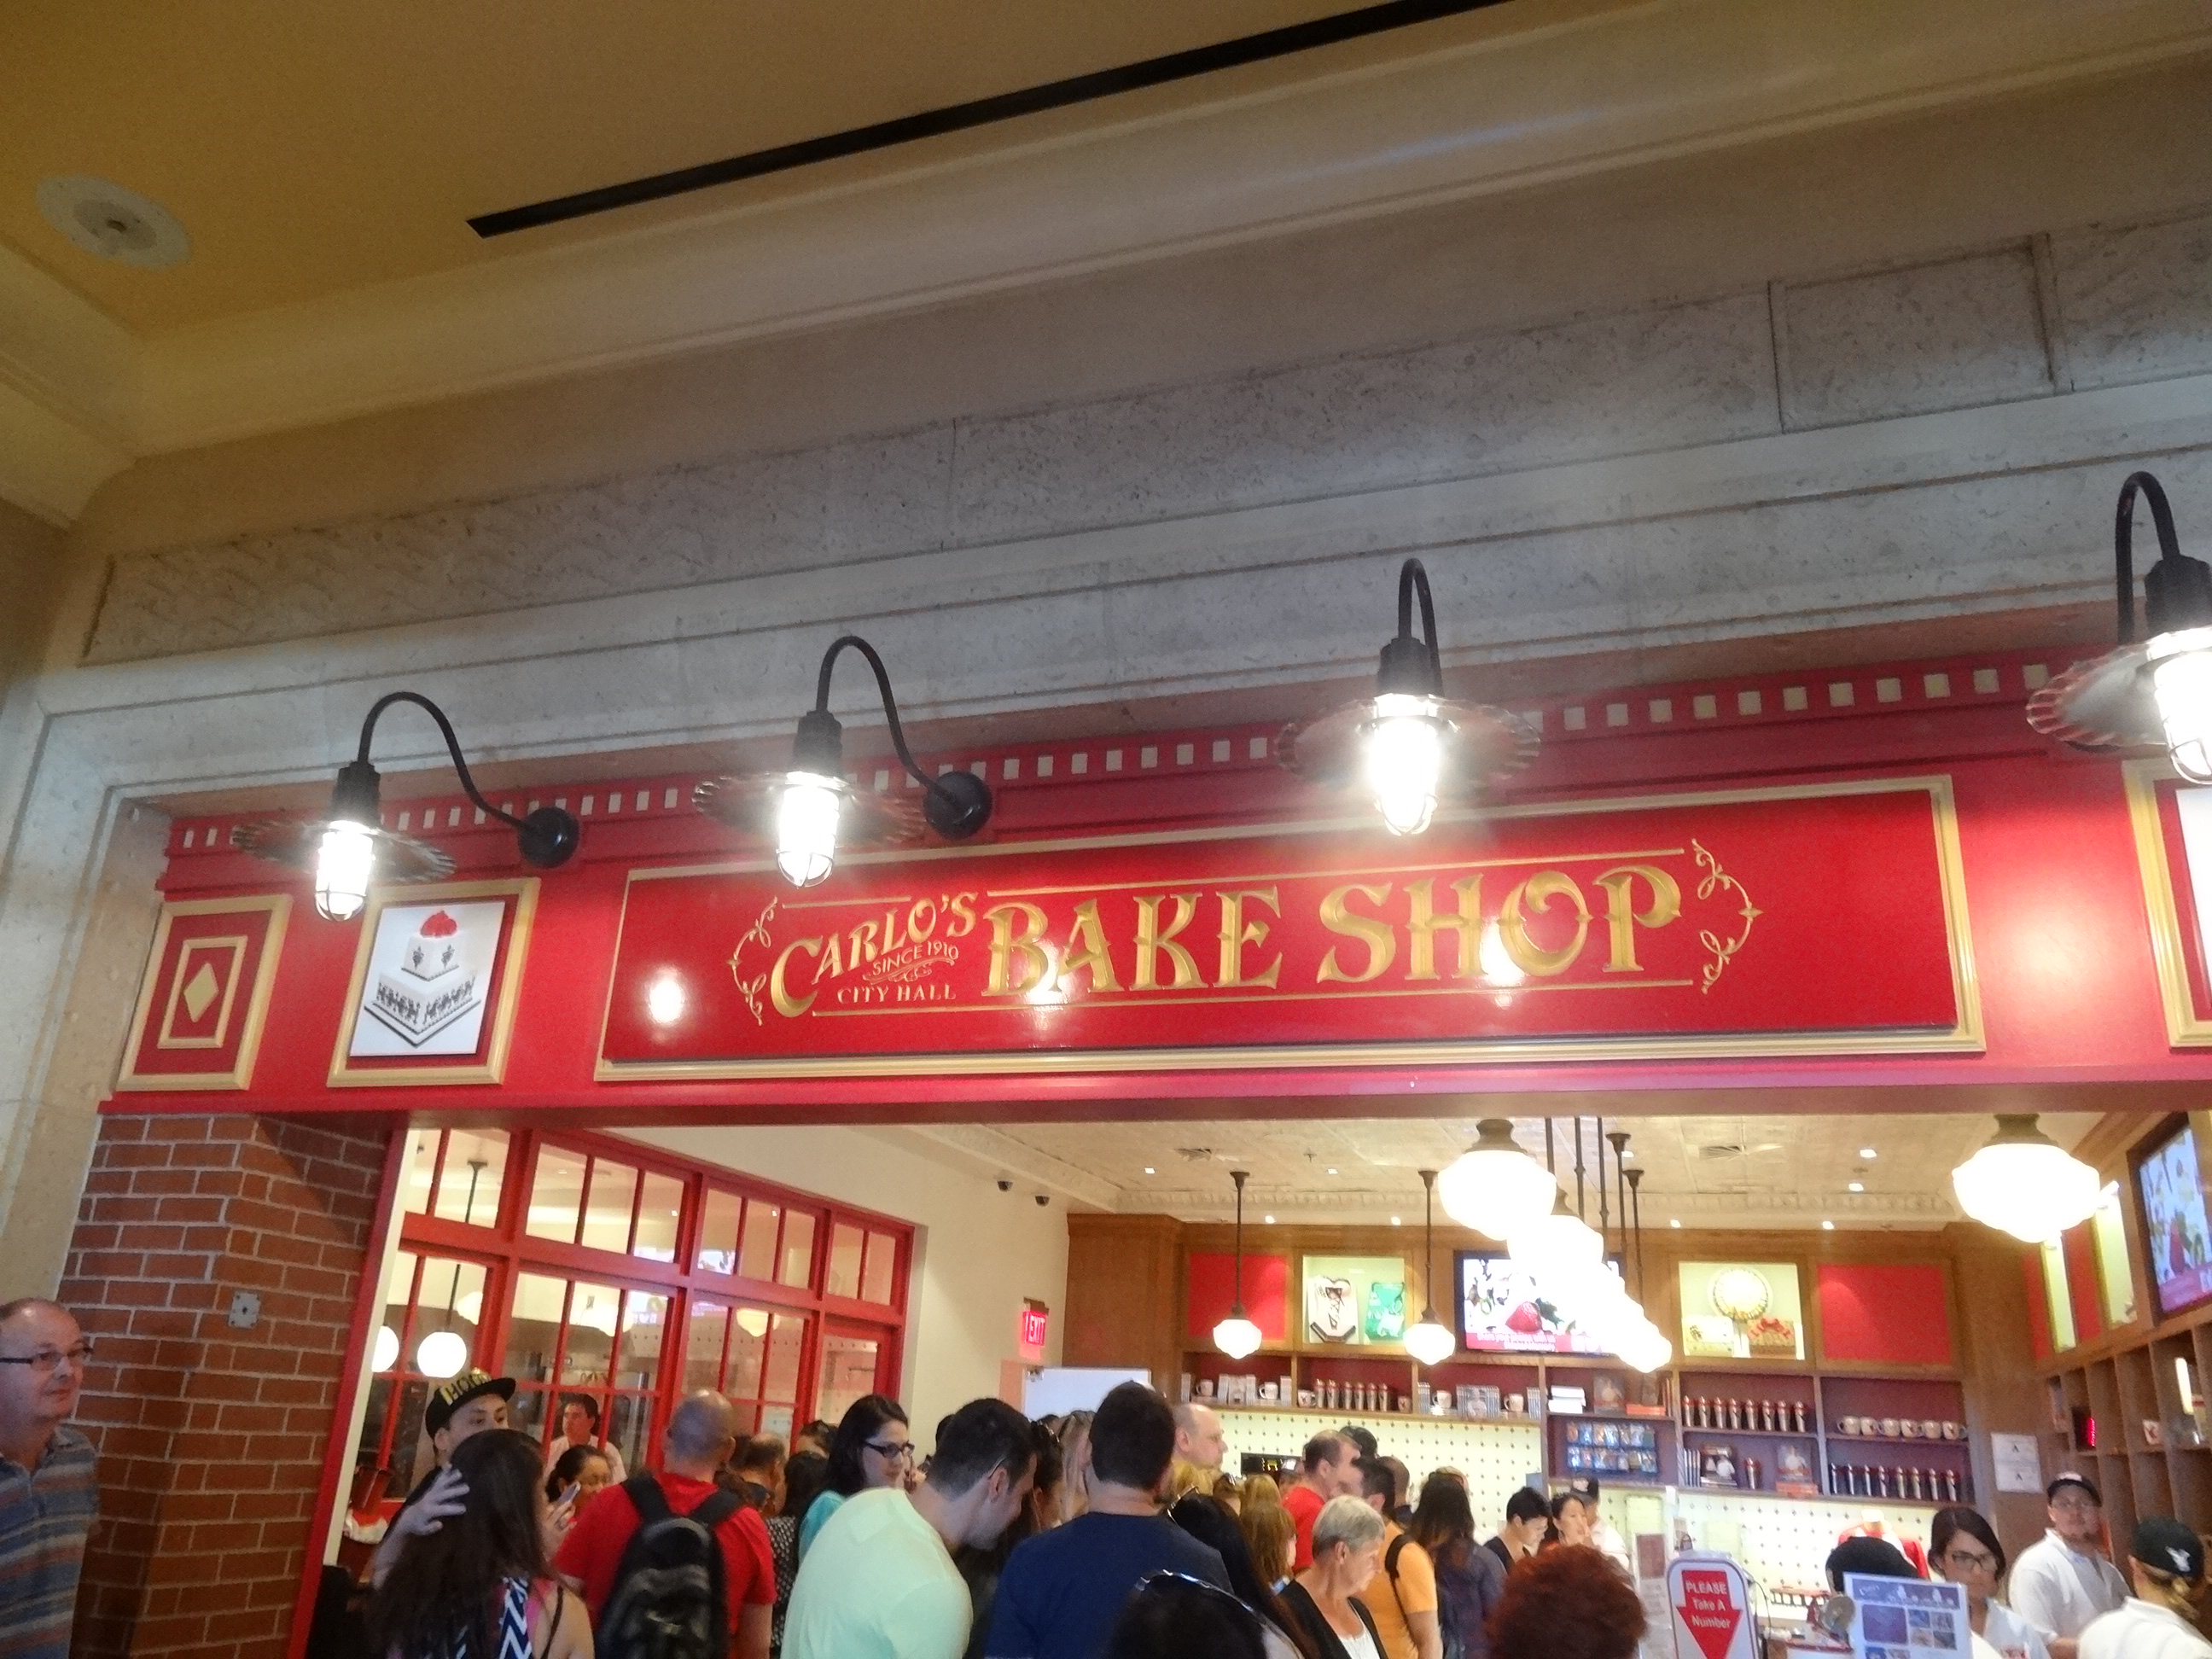 CARLO'S
SINCE 1910
CITY HALL
BAKE SHOP
EXIT
PLEASE
Take A
Number